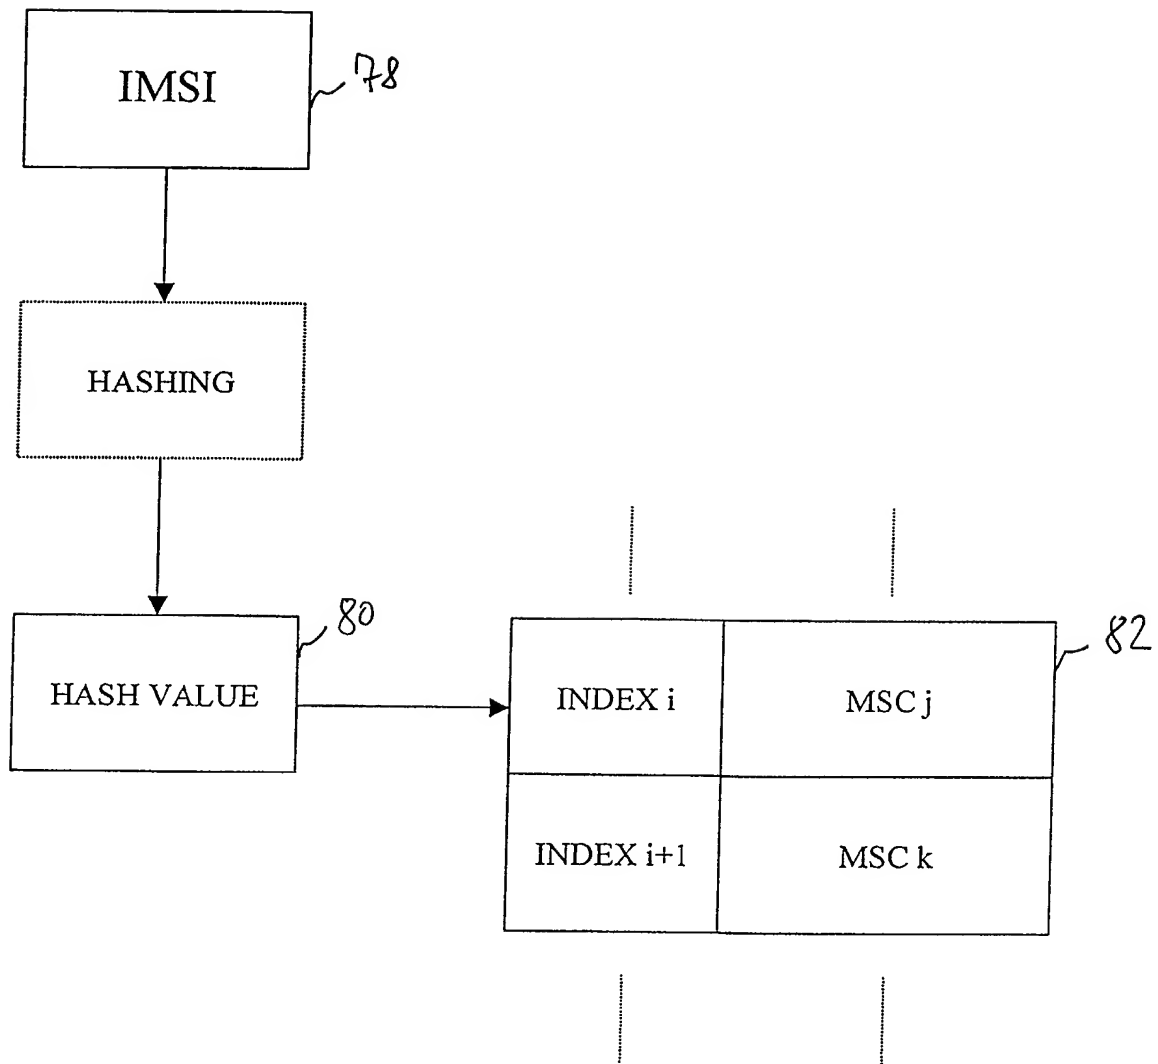 IMSI
78
HASHING
HASH VALUE
80
INDEX i
MSC j
82
INDEX i+1
MSC k